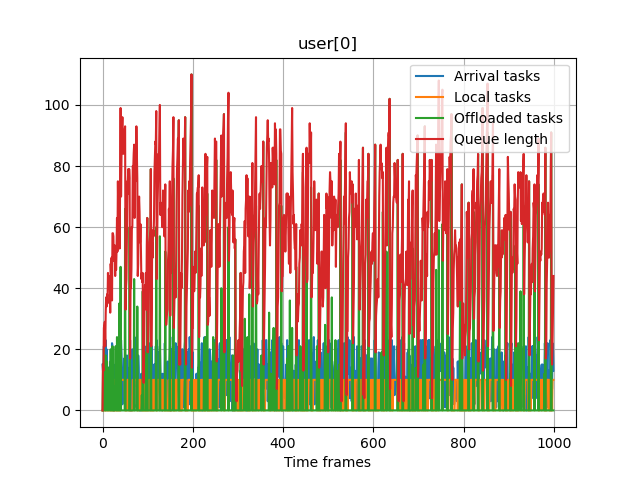 user[0]
Arrival tasks
Local tasks
Offloaded tasks
Queue length
100
80
60
40
20
0
0 200 400 600 800 1000
Time frames